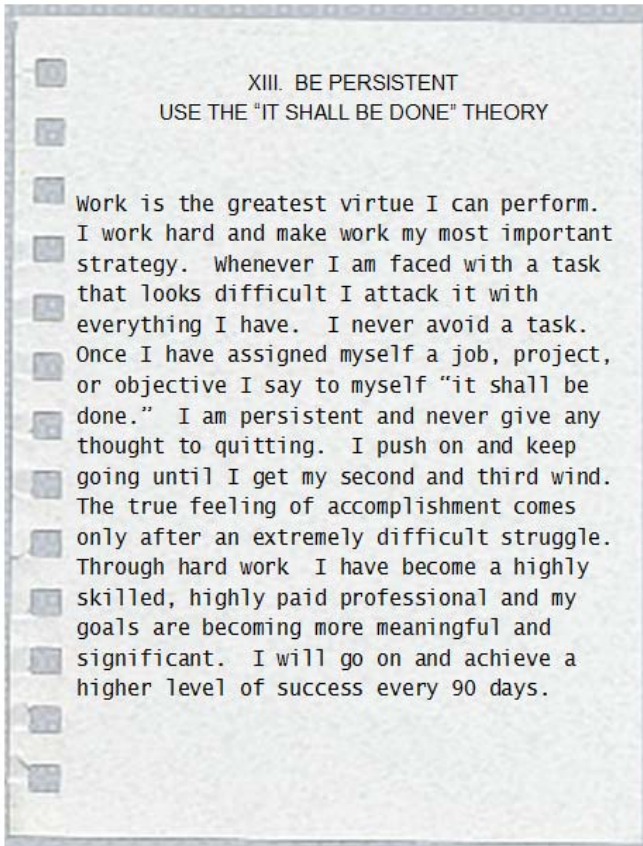 XIII. BE PERSISTENT
USE THE “IT SHALL BE DONE” THEORY
Work is the greatest virtue I can perform.
I work hard and make work my most important
strategy.  Whenever I am faced with a task
that looks difficult I attack it with
everything I have.  I never avoid a task.
Once I have assigned myself a job, project,
or objective I say to myself “it shall be
done.”  I am persistent and never give any
thought to quitting.  I push on and keep
going until I get my second and third wind.
The true feeling of accomplishment comes
only after an extremely difficult struggle.
Through hard work  I have become a highly
skilled, highly paid professional and my
goals are becoming more meaningful and
significant.  I will go on and achieve a
higher level of success every 90 days.